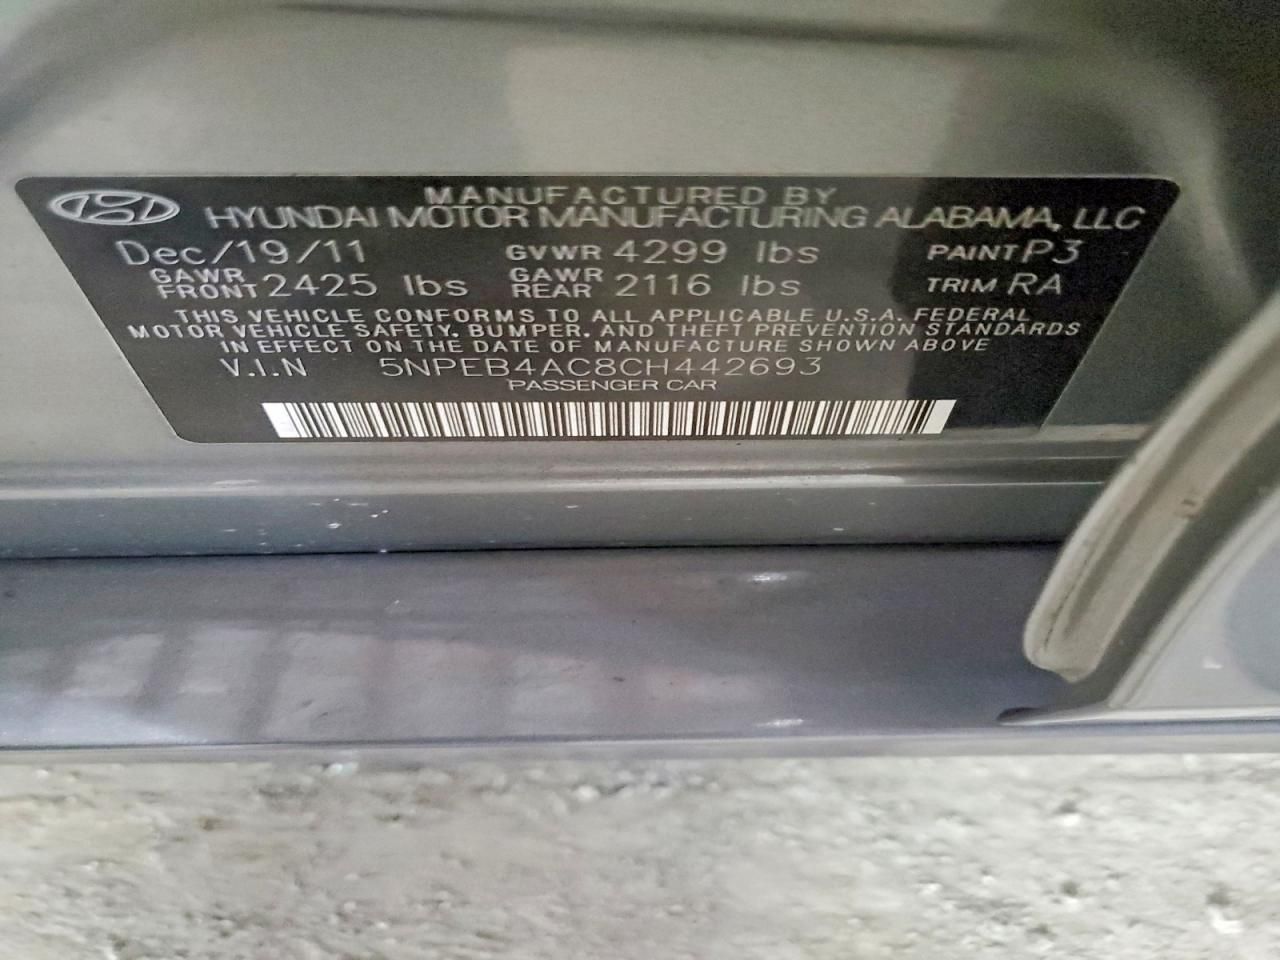 MANUFACTURED BY
HYUNDAI MOTOR MANUFACTURING ALABAMA, LLC
Dec/19/11 GVWR 4299 lbs PAINT P3
GAWR FRONT 2425 lbs GAWR REAR 2116 lbs TRIM RA
THIS VEHICLE CONFORMS TO ALL APPLICABLE U.S.A. FEDERAL
MOTOR VEHICLE SAFETY, BUMPER, AND THEFT PREVENTION STANDARDS
IN EFFECT ON THE DATE OF MANUFACTURE SHOWN ABOVE
V.I.N 5NPEB4AC8CH442693
PASSENGER CAR